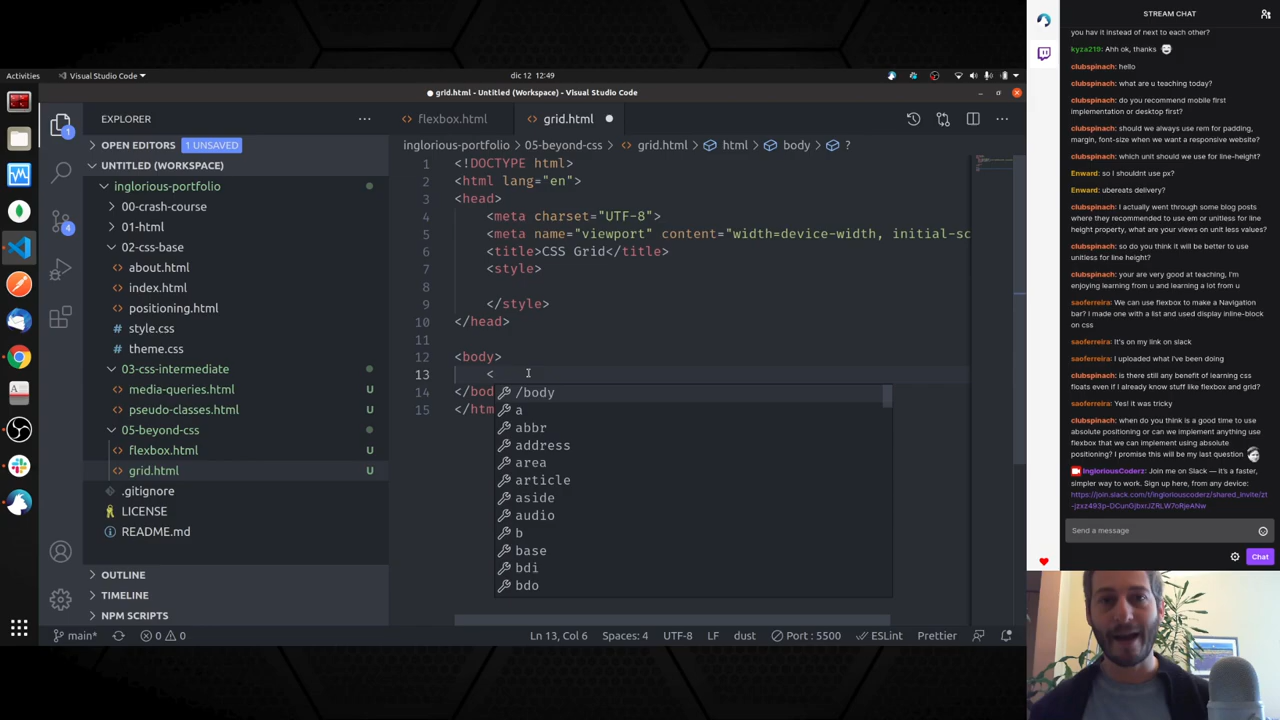 Activities
Visual Studio Code
dic 12 12:49
grid.html - Untitled (Workspace) - Visual Studio Code
EXPLORER
OPEN EDITORS 1 UNSAVED
UNTITLED (WORKSPACE)
inglorious-portfolio
00-crash-course
01-html
02-css-base
about.html
index.html
positioning.html
style.css
theme.css
03-css-intermediate
media-queries.html U
pseudo-classes.html U
05-beyond-css
flexbox.html U
grid.html U
.gitignore
LICENSE
README.md
OUTLINE
TIMELINE
NPM SCRIPTS
1
4
flexbox.html
grid.html
inglorious-portfolio > 05-beyond-css > grid.html > html > body > ?
1 <!DOCTYPE html>
2 <html lang="en">
3 <head>
4 <meta charset="UTF-8">
5 <meta name="viewport" content="width=device-width, initial-sc
6 <title>CSS Grid</title>
7 <style>
8
9 </style>
10 </head>
11
12 <body>
13 <
14 </bod
15 </htm
/body
a
abbr
address
area
article
aside
audio
b
base
bdi
bdo
main*
0 0
Ln 13, Col 6
Spaces: 4
UTF-8
LF
dust
Port : 5500
ESLint
Prettier
STREAM CHAT
you hav it instead of next to each other?
kyza210: Ahh ok, thanks
clubspinach: hello
clubspinach: what are u teaching today?
clubspinach: do you recommend mobile first
implementation or desktop first?
clubspinach: should we always use rem for padding,
margin, font-size when we want a responsive website?
clubspinach: which unit should we use for line-height?
Enward: so I shouldnt use px?
Enward: ubereats delivery?
clubspinach: I actually went through some blog posts
where they recommended to use em or unitless for line
height property, what are your views on unit less values?
clubspinach: so do you think it will be better to use
unitless for line height?
clubspinach: your are very good at teaching, I'm
enjoying learning from u and learning a lot from u
saoferreira: We can use flexbox to make a Navigation
bar? I made one with a list and used display inline-block
on css
saoferreira: It's on my link on slack
saoferreira: I uploaded what I've been doing
clubspinach: is there still any benefit of learning css
floats even if I already know stuff like flexbox and grid?
saoferreira: Yes! it was tricky
clubspinach: when do you think is a good time to use
absolute positioning or can we implement anything use
flexbox that we can implement using absolute
positioning? I promise this will be my last question
IngloriousCoderz: Join me on Slack — it's a faster,
simpler way to work. Sign up here, from any device:
Send a message
Chat